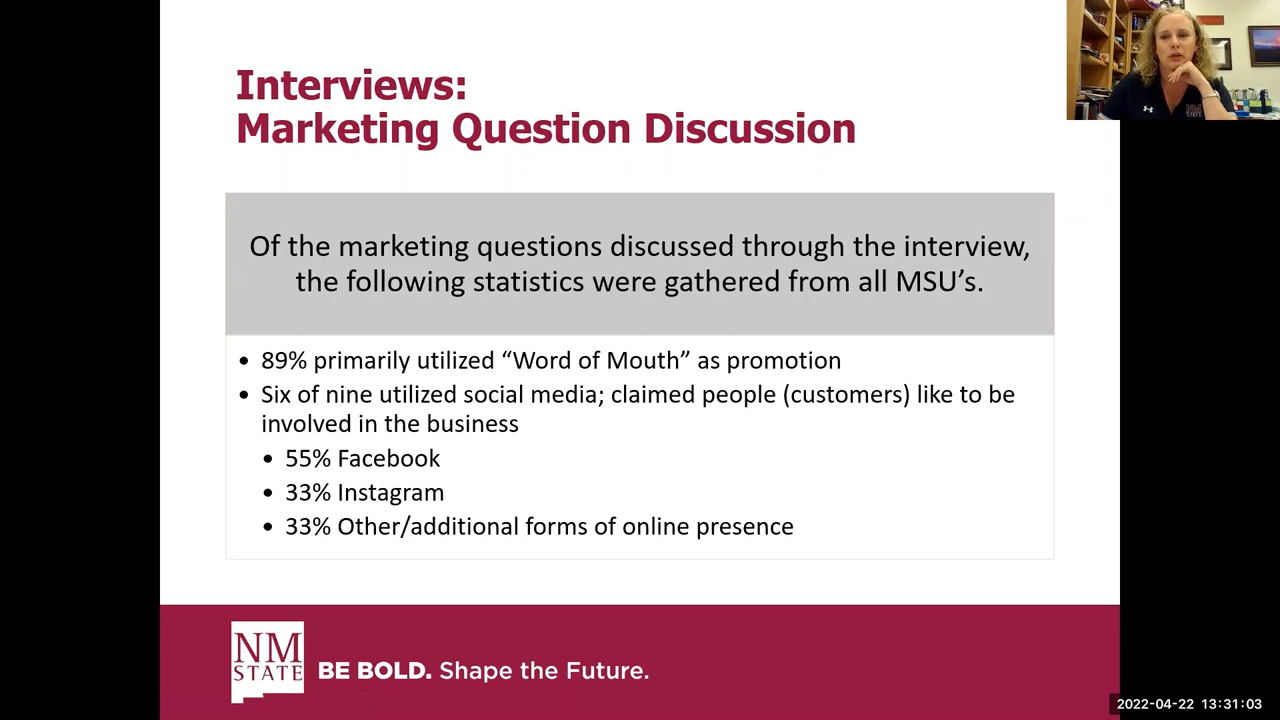 Interviews:
Marketing Question Discussion
Of the marketing questions discussed through the interview,
the following statistics were gathered from all MSU’s.
• 89% primarily utilized “Word of Mouth” as promotion
• Six of nine utilized social media; claimed people (customers) like to be
involved in the business
• 55% Facebook
• 33% Instagram
• 33% Other/additional forms of online presence
NM
STATE
BE BOLD. Shape the Future.
NM
STATE
2022-04-22 13:31:03